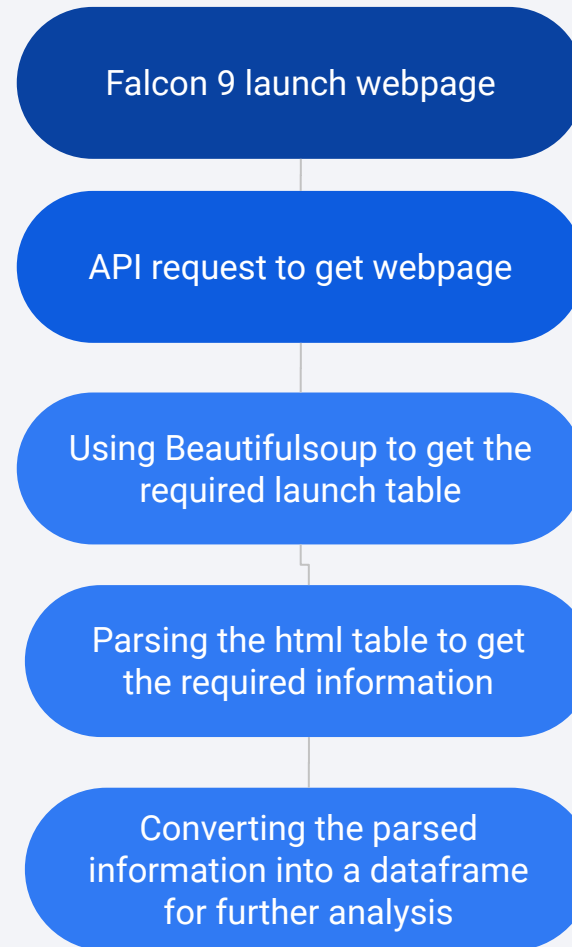 Falcon 9 launch webpage
API request to get webpage
Using Beautifulsoup to get the
required launch table
Parsing the html table to get
the required information
Converting the parsed
information into a dataframe
for further analysis